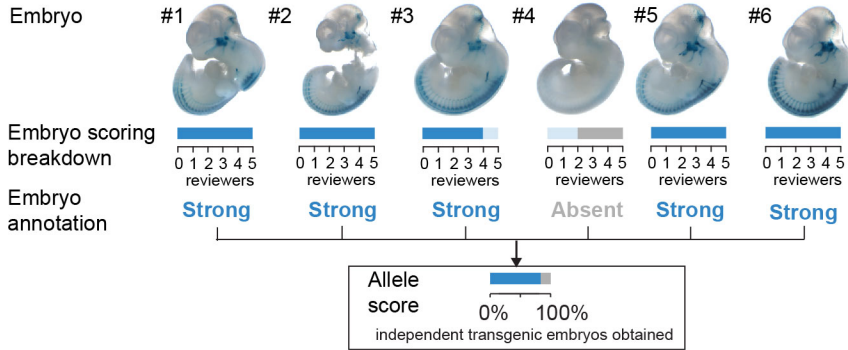 Embryo #1 #2 #3 #4 #5 #6
Embryo scoring
breakdown
0 1 2 3 4 5 0 1 2 3 4 5 0 1 2 3 4 5 0 1 2 3 4 5 0 1 2 3 4 5 0 1 2 3 4 5
reviewers reviewers reviewers reviewers reviewers reviewers
Embryo
annotation
Strong Strong Strong Absent Strong Strong
Allele
score
0% 100%
independent transgenic embryos obtained